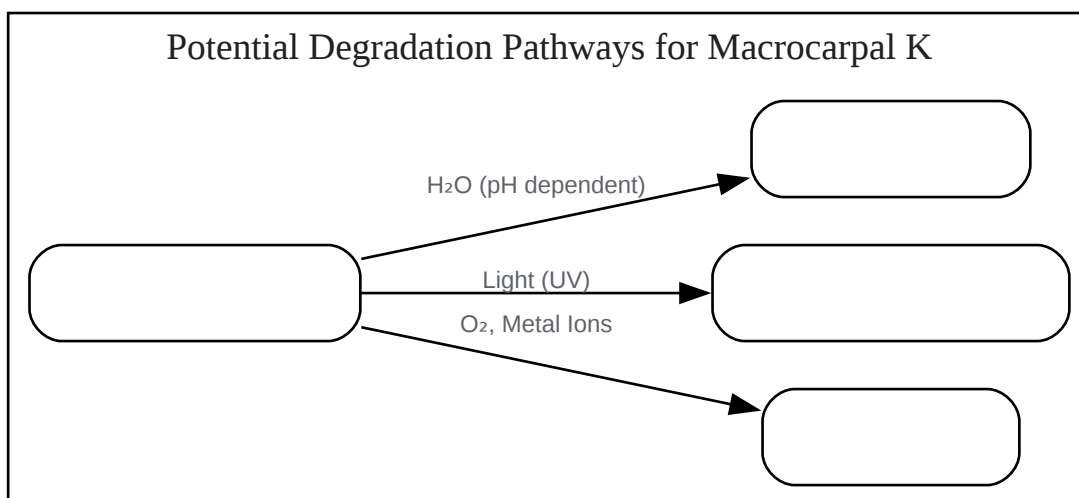 Potential Degradation Pathways for Macrocarpal K
H₂O (pH dependent)
Light (UV)
O₂, Metal Ions